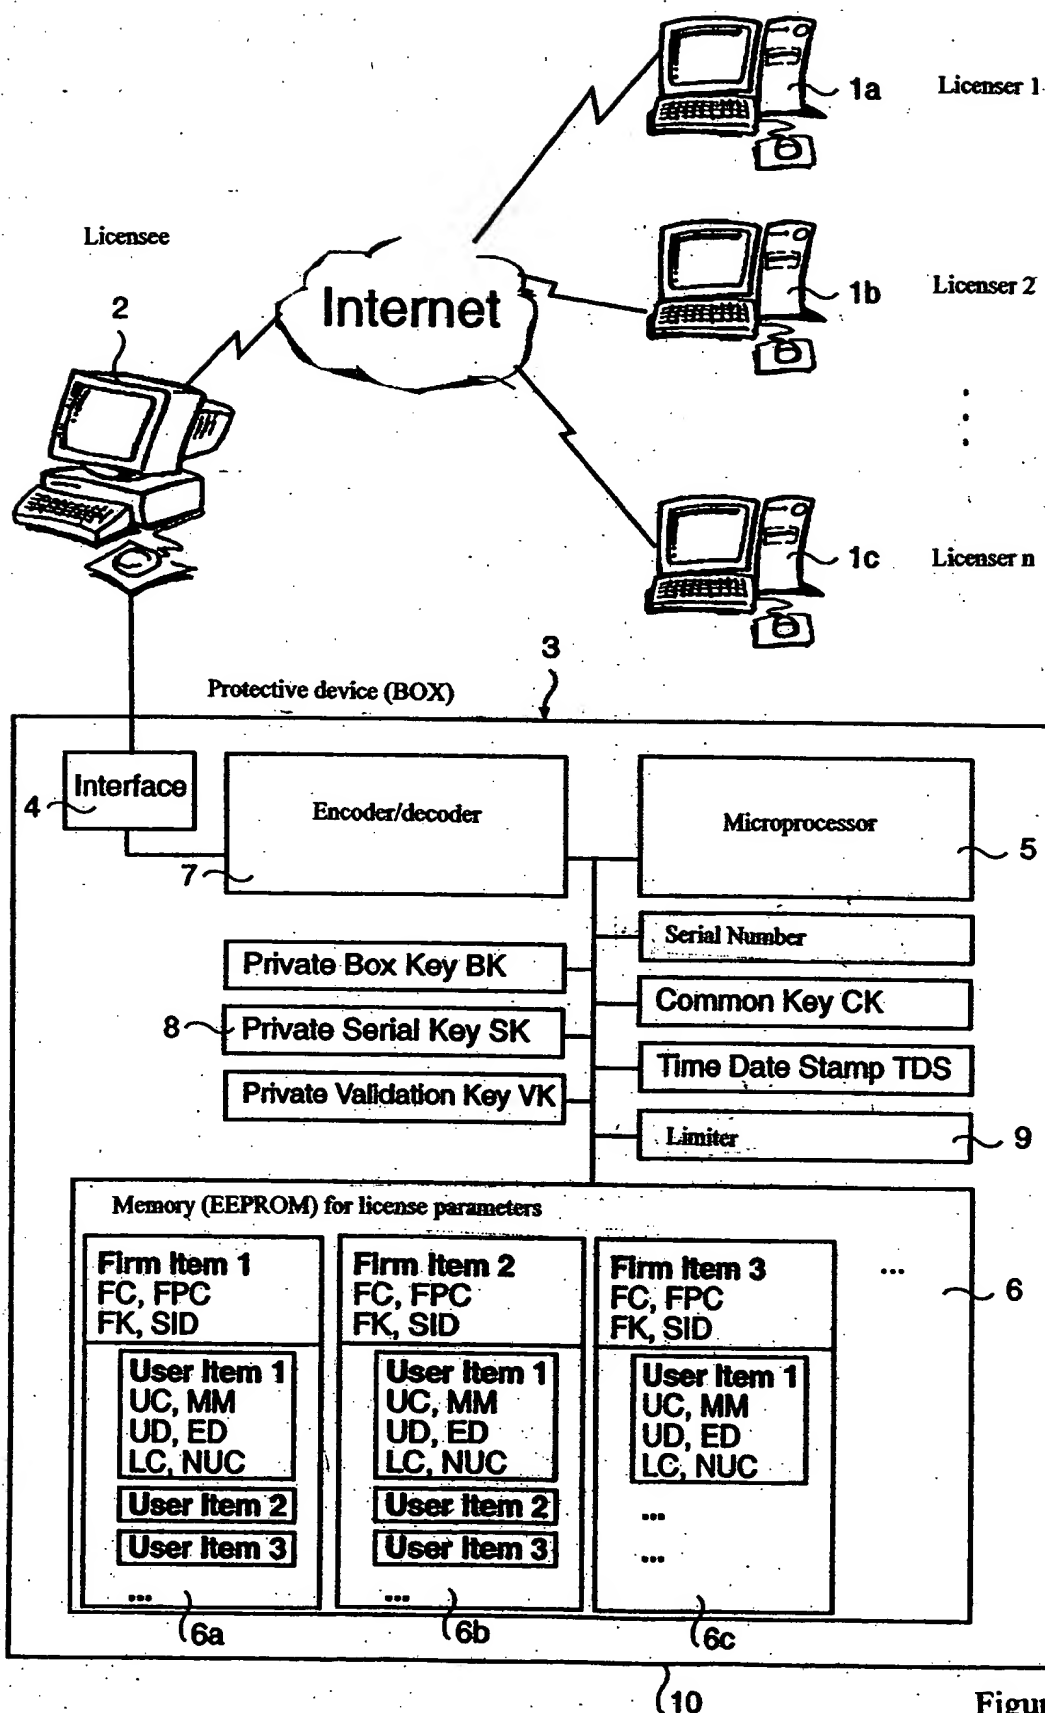 1a
Licenser 1
Licensee
1b
Licenser 2
Internet
2
1c
Licenser n
3
Protective device (BOX)
Interface
4
Encoder/decoder
7
Microprocessor
5
Serial Number
Private Box Key BK
Common Key CK
8
Private Serial Key SK
Time Date Stamp TDS
Private Validation Key VK
Limiter
9
Memory (EEPROM) for license parameters
Firm Item 1
FC, FPC
FK, SID
User Item 1
UC, MM
UD, ED
LC, NUC
User Item 2
User Item 3
...
6a
Firm Item 2
FC, FPC
FK, SID
User Item 1
UC, MM
UD, ED
LC, NUC
User Item 2
User Item 3
...
6b
Firm Item 3
FC, FPC
FK, SID
User Item 1
UC, MM
UD, ED
LC, NUC
...
...
6c
...
6
10
Figur